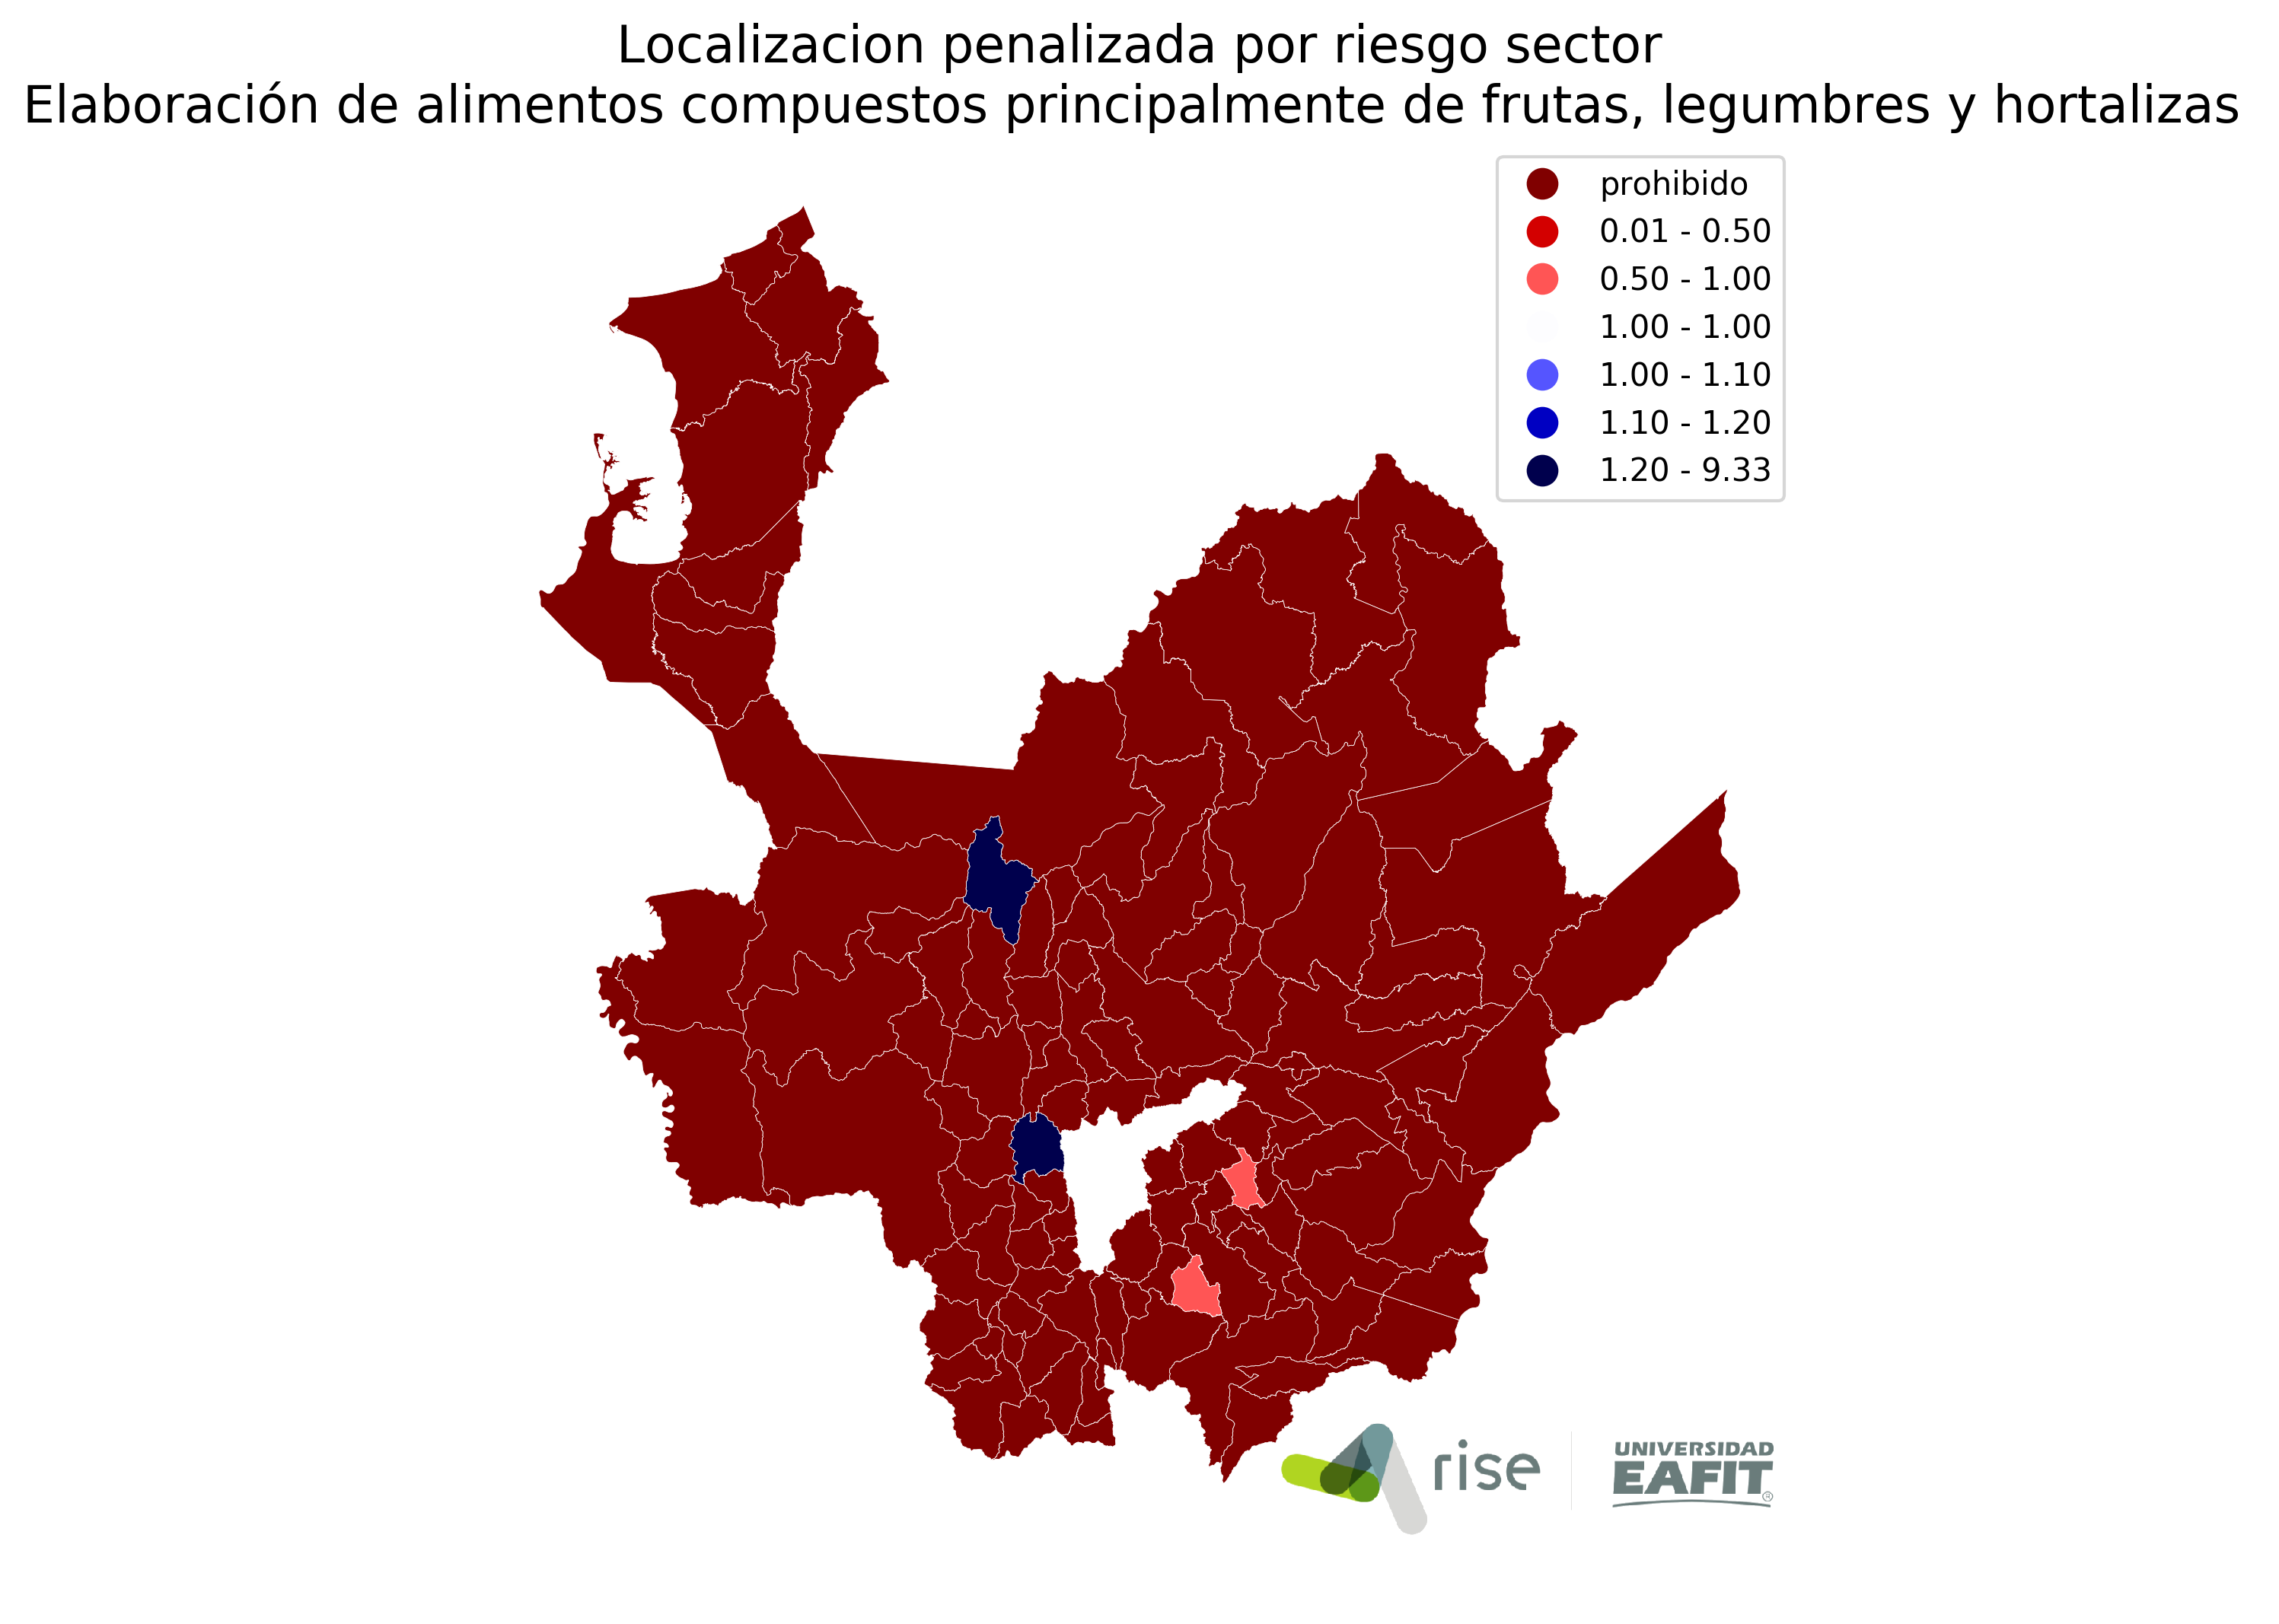 Localizacion penalizada por riesgo sector
Elaboración de alimentos compuestos principalmente de frutas, legumbres y hortalizas
prohibido
0.01 - 0.50
0.50 - 1.00
1.00 - 1.00
1.00 - 1.10
1.10 - 1.20
1.20 - 9.33
rise
UNIVERSIDAD
EAFIT®